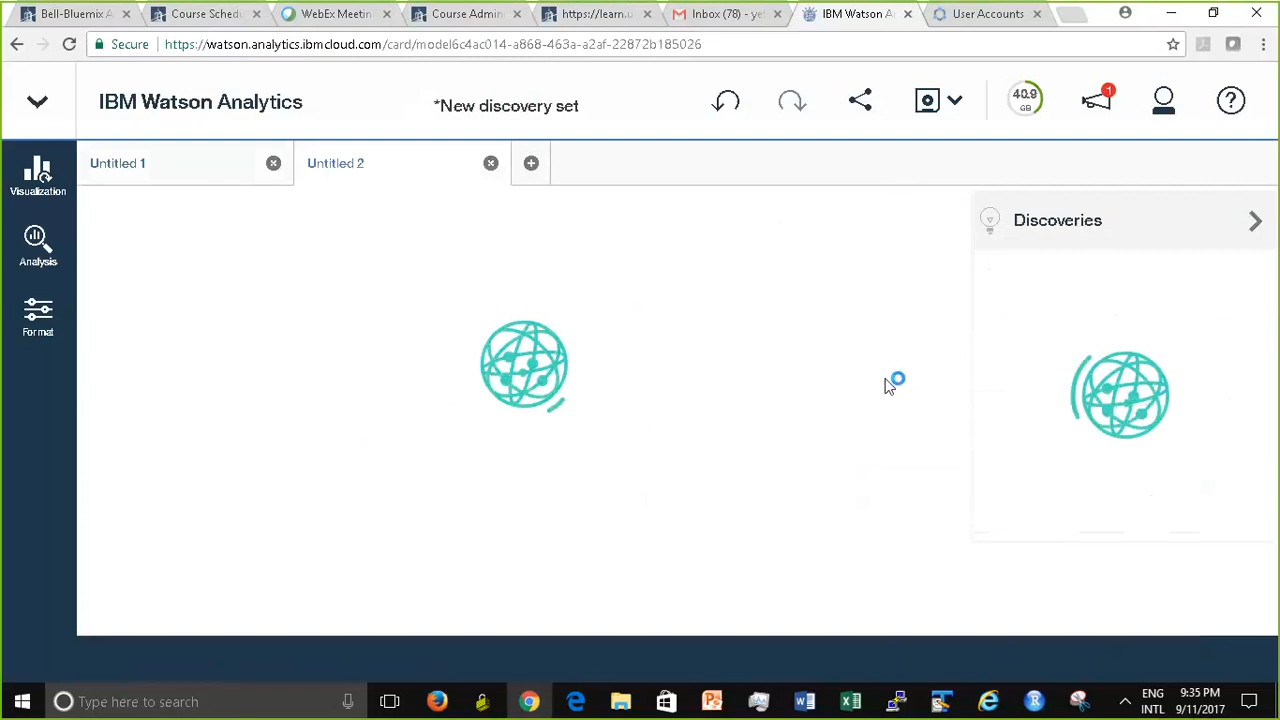 Bell-Bluemix A
Course Schedu
WebEx Meetin
Course Admin
https://learn.u
Inbox (78) - yet
IBM Watson A
User Accounts
Secure
https://watson.analytics.ibmcloud.com/card/model6c4ac014-a868-463a-a2af-22872b185026
IBM Watson Analytics
*New discovery set
40.9
GB
1
Untitled 1
Untitled 2
Visualization
Analysis
Format
Discoveries
Type here to search
ENG
INTL
9:35 PM
9/11/2017